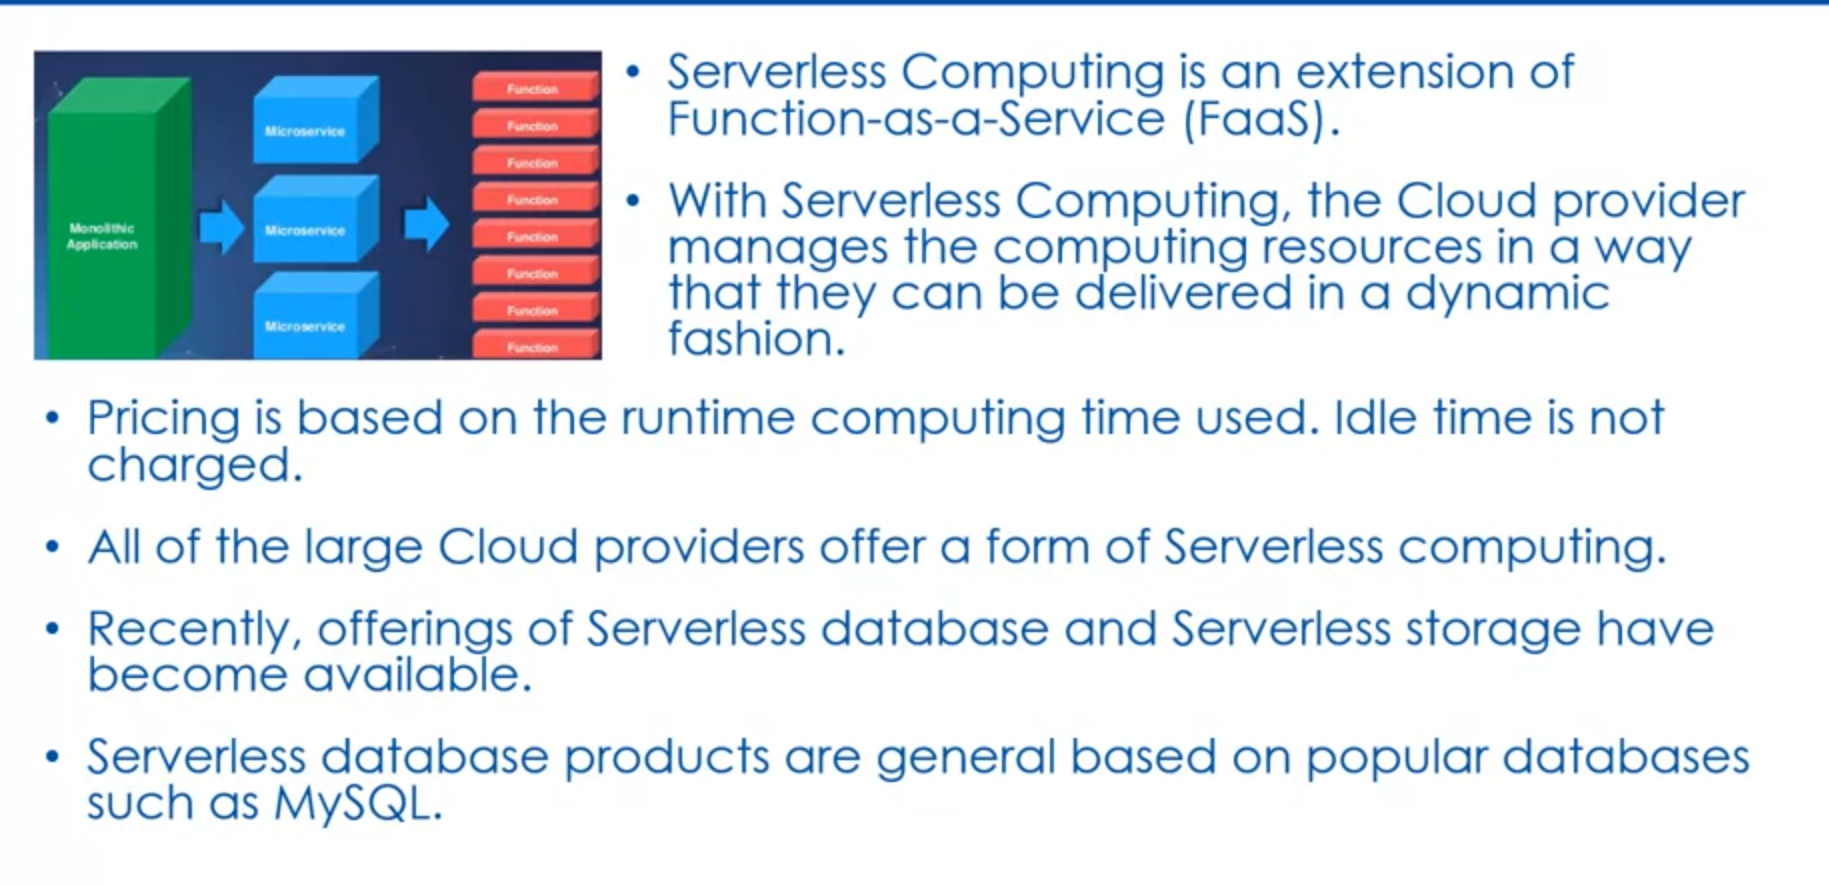 Monolithic
Application
Microservice
Microservice
Microservice
Function
Function
Function
Function
Function
Function
Function
Function
• Serverless Computing is an extension of
Function-as-a-Service (FaaS).
• With Serverless Computing, the Cloud provider
manages the computing resources in a way
that they can be delivered in a dynamic
fashion.
• Pricing is based on the runtime computing time used. Idle time is not
charged.
• All of the large Cloud providers offer a form of Serverless computing.
• Recently, offerings of Serverless database and Serverless storage have
become available.
• Serverless database products are general based on popular databases
such as MySQL.